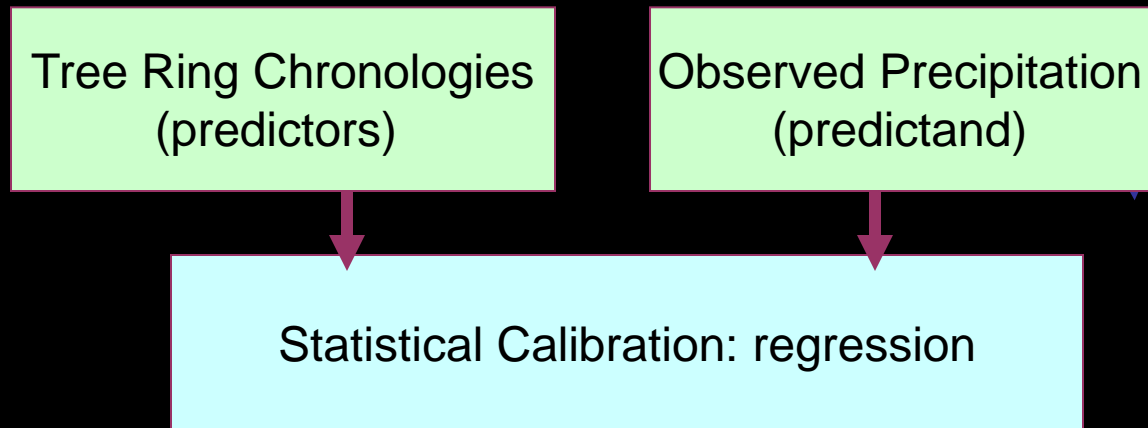 Tree Ring Chronologies
(predictors)
Observed Precipitation
(predictand)
Statistical Calibration: regression